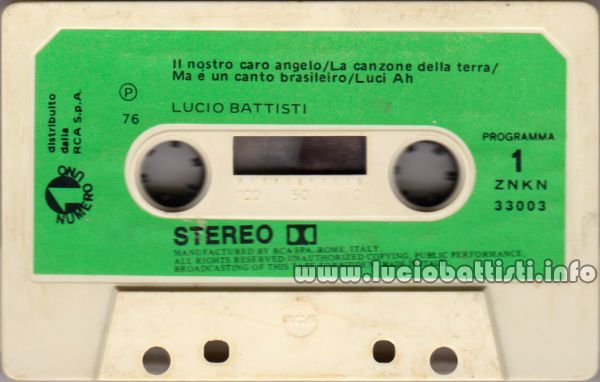 Il nostro caro angelo/La canzone della terra/
Ma é un canto brasileiro/Luci Ah
LUCIO BATTISTI
P
76
distribuito
dalla
RCA S.p.A.
NUMERO UNO
PROGRAMMA
1
ZNKN
33003
100 50 0
STEREO
MANUFACTURED BY RCA SPA. ROME, ITALY.
ALL RIGHTS RESERVED UNAUTHORIZED COPYING, PUBLIC PERFORMANCE,
BROADCASTING OF THIS
www.luciobattisti.info
RCA